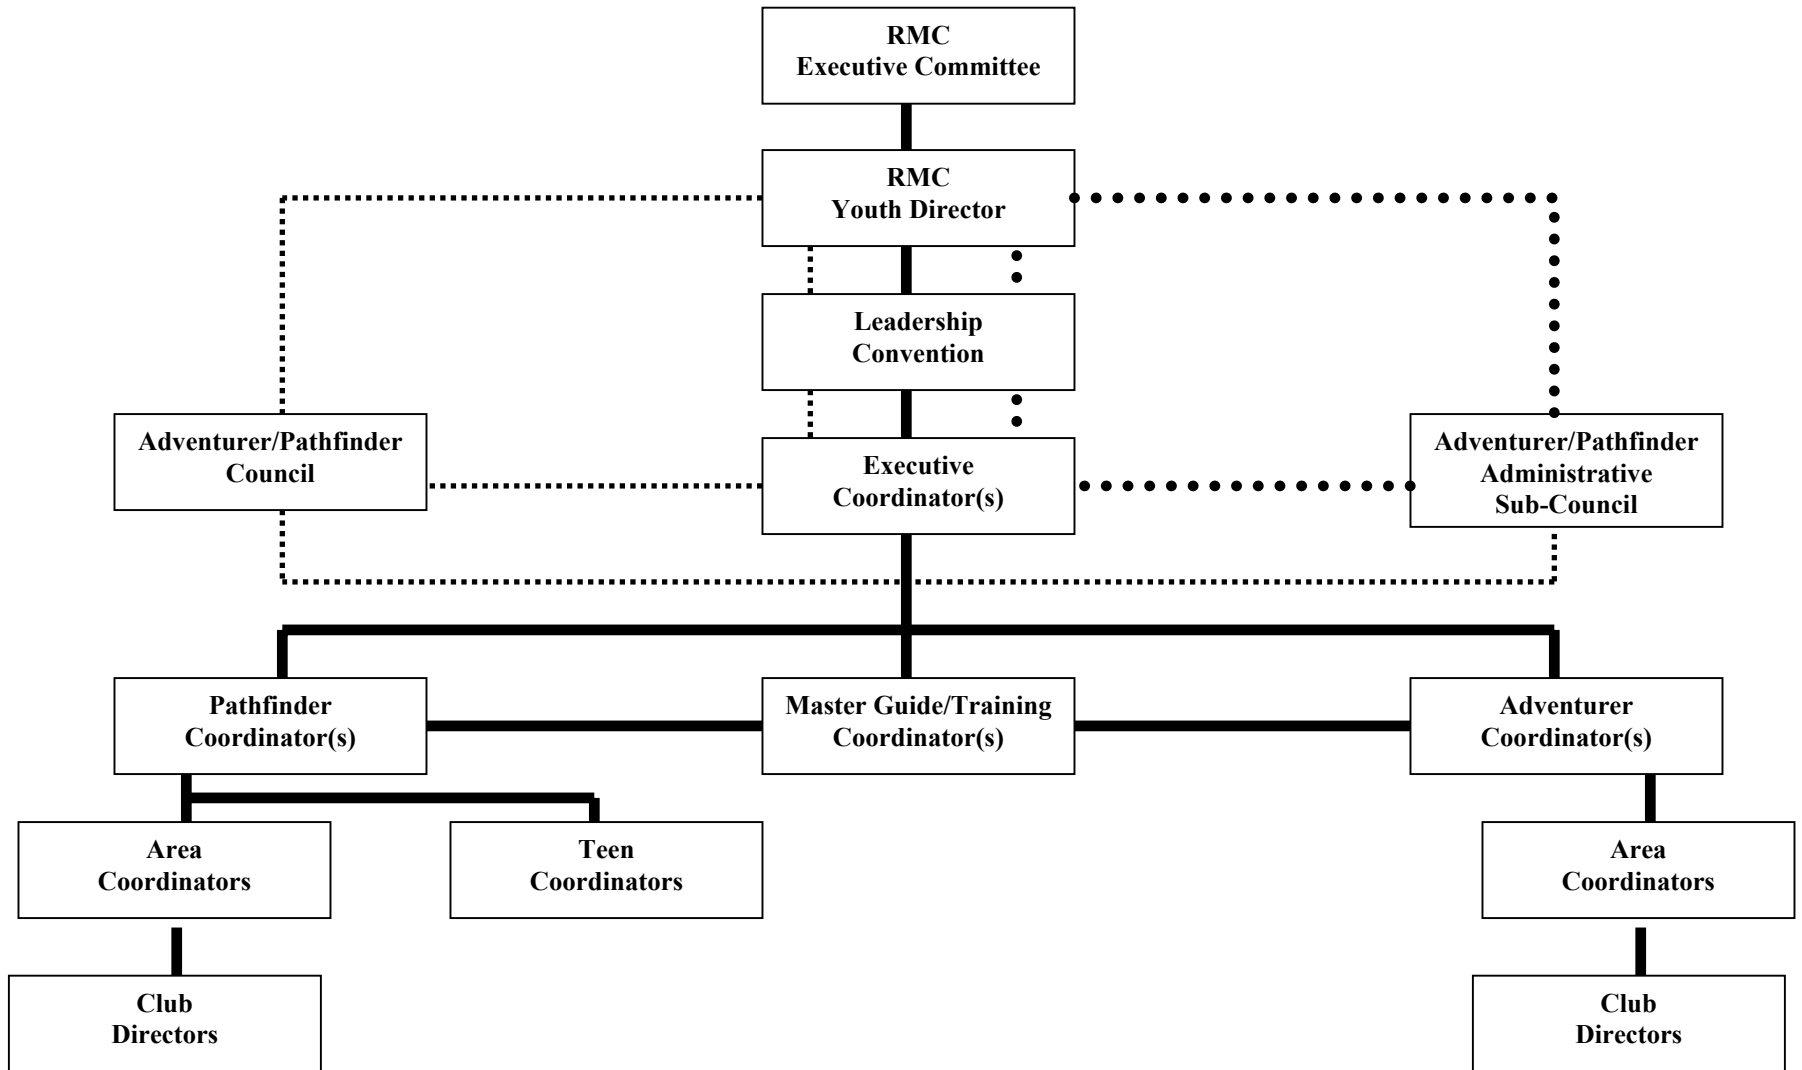 RMC
Executive Committee
RMC
Youth Director
Leadership
Convention
Adventurer/Pathfinder
Council
Executive
Coordinator(s)
Adventurer/Pathfinder
Administrative
Sub-Council
Pathfinder
Coordinator(s)
Master Guide/Training
Coordinator(s)
Adventurer
Coordinator(s)
Area
Coordinators
Teen
Coordinators
Area
Coordinators
Club
Directors
Club
Directors